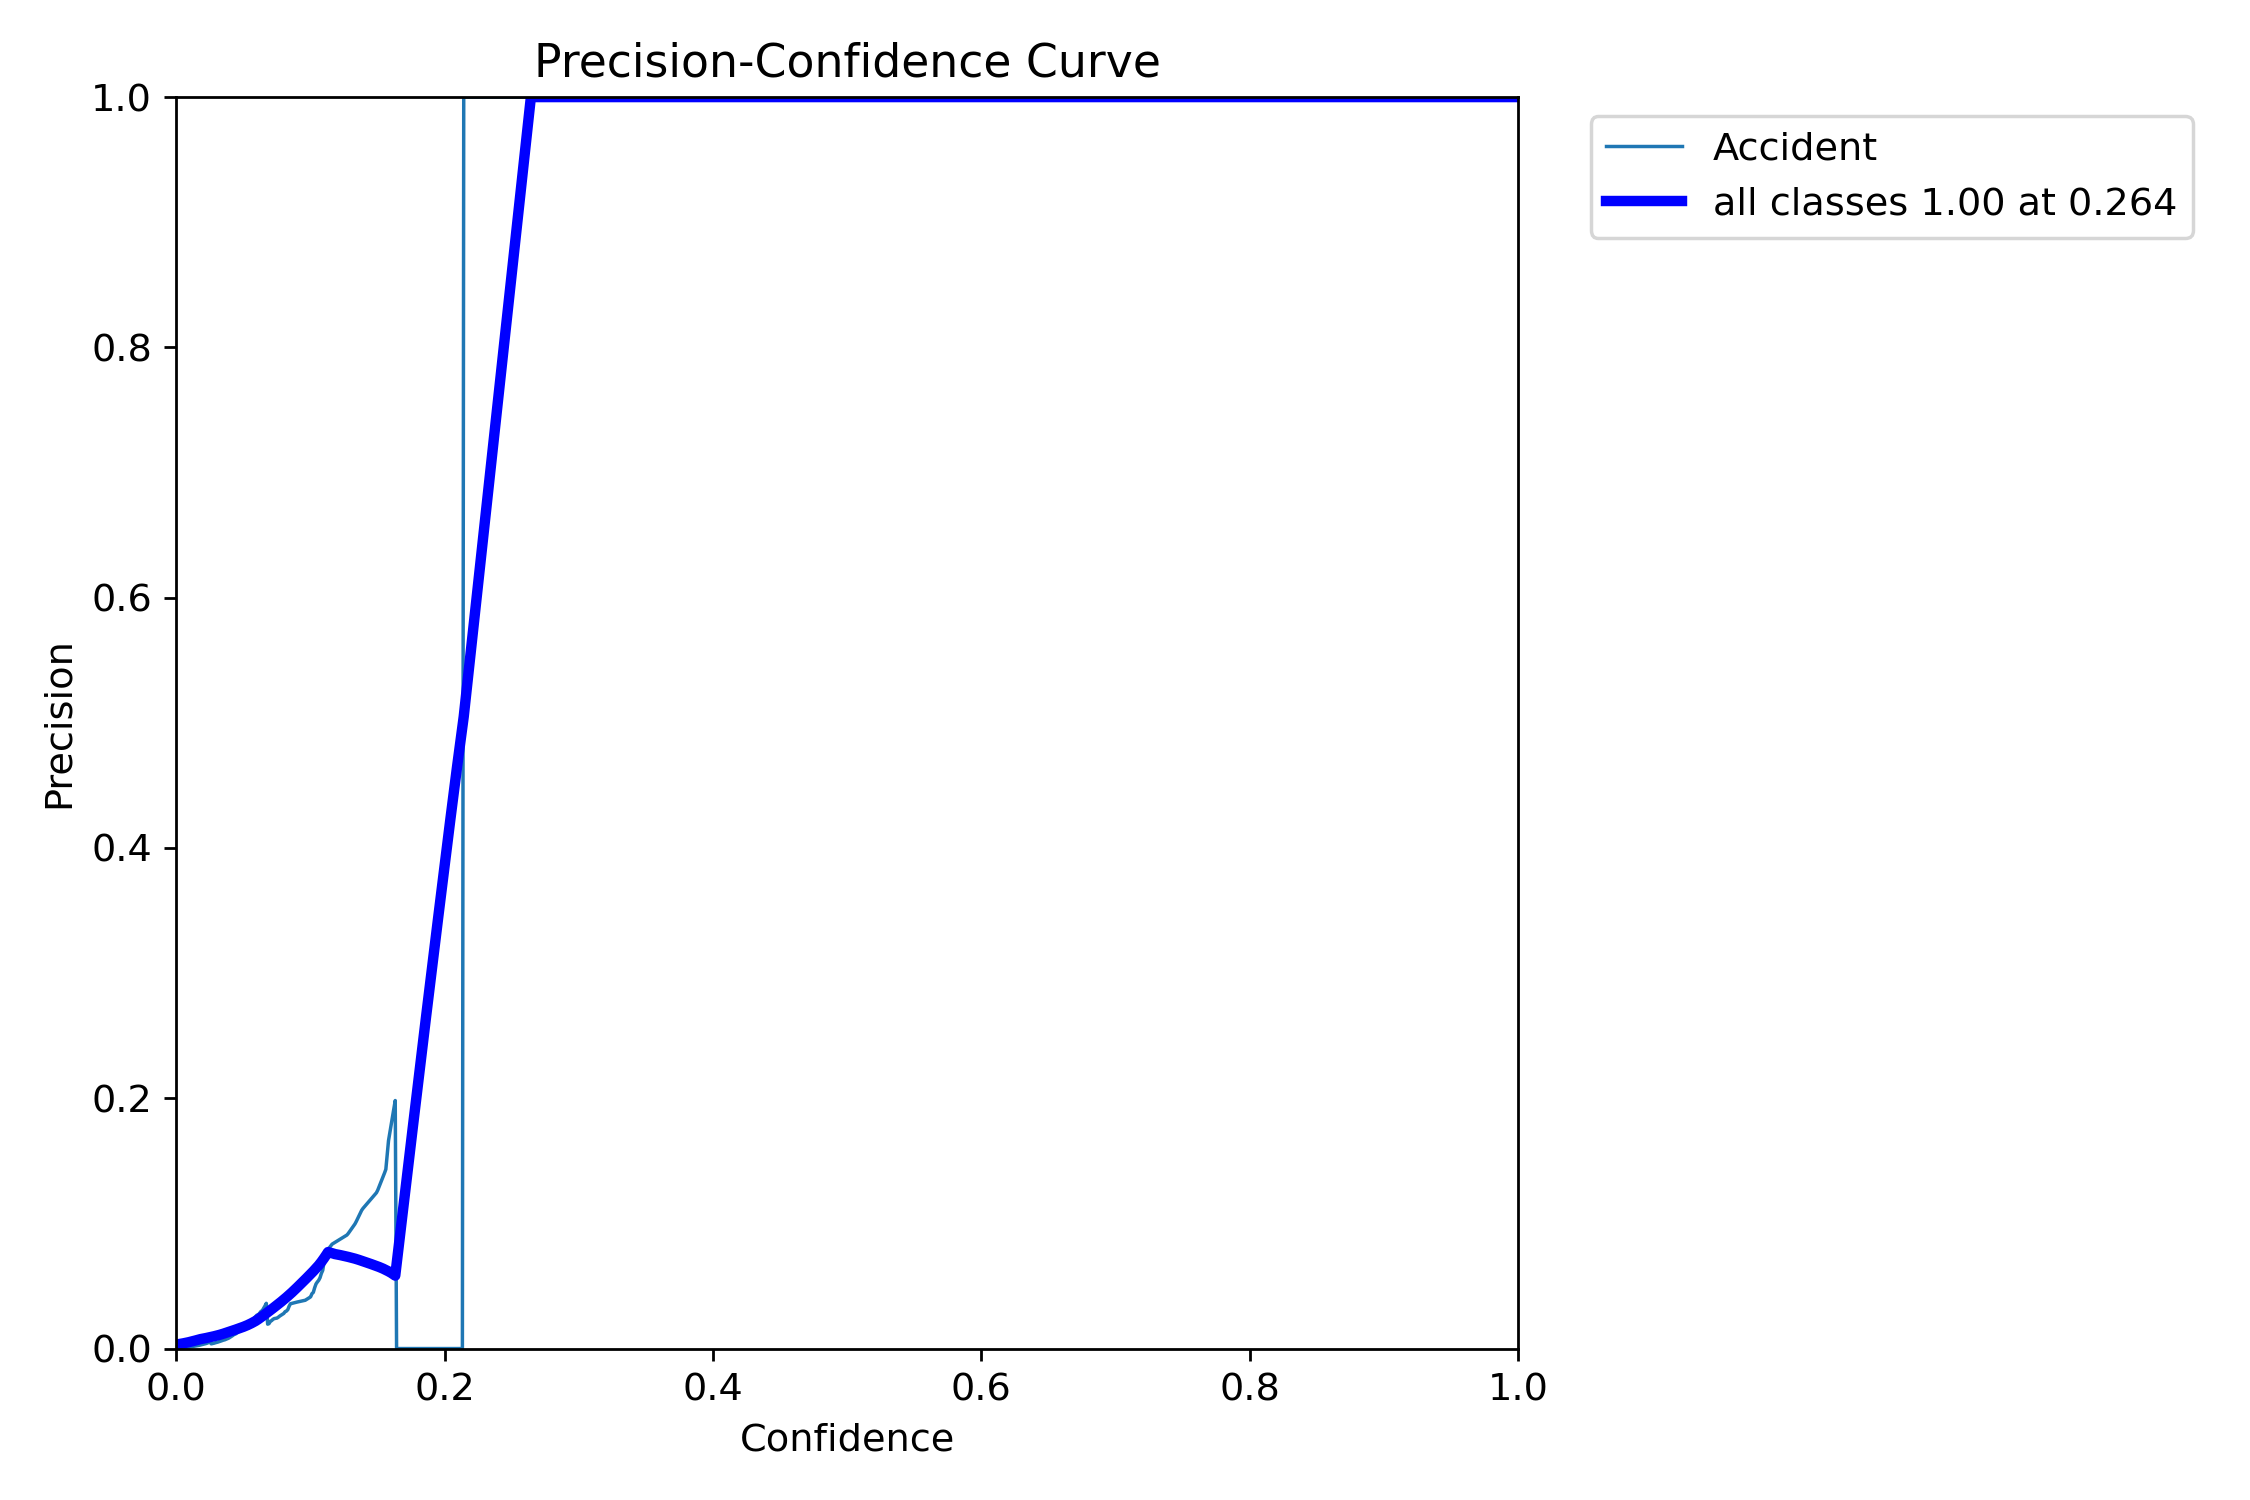 Precision-Confidence Curve
1.0
0.8
0.6
0.4
0.2
0.0
Precision
0.0 0.2 0.4 0.6 0.8 1.0
Confidence
Accident
all classes 1.00 at 0.264